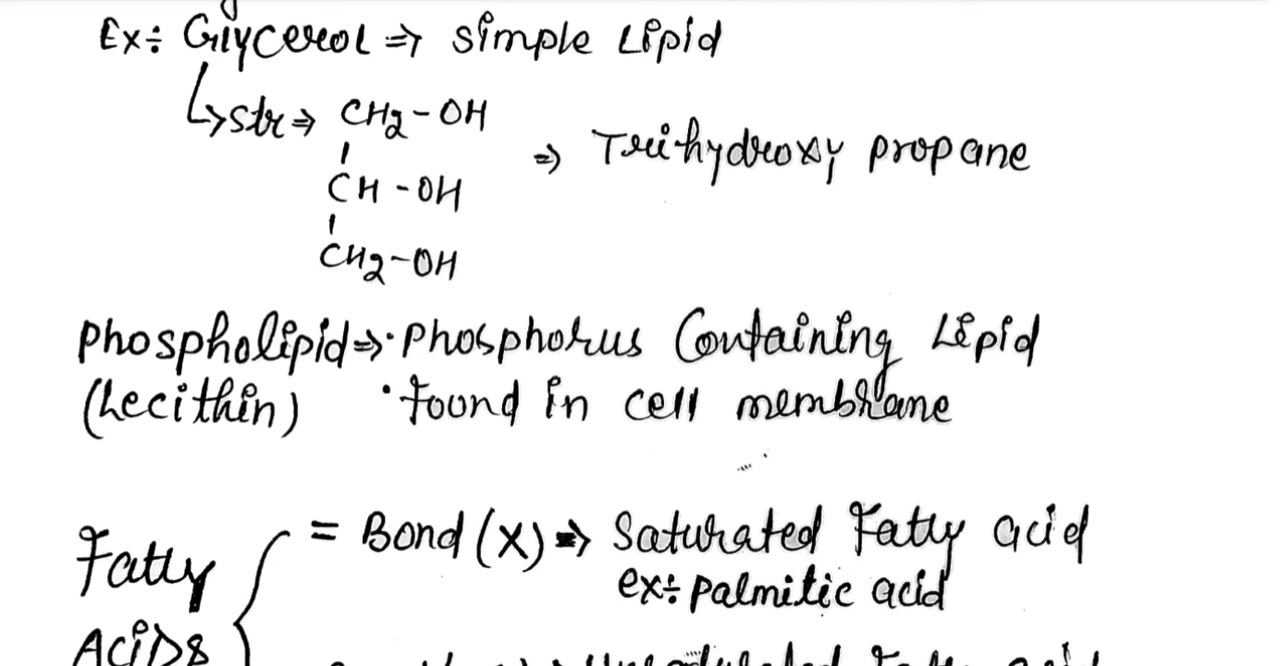 Ex÷ Glycerol ⇒ simple Lipid
↳ str ⇒ CH2-OH
CH-OH
CH2-OH
⇒ Trihydroxy propane
Phospholipid ⇒ · Phosphorus Containing Lipid
(Lecithin) · found in cell membrane
Fatty
Acids
= Bond (X) ⇒ Saturated Fatty acid
ex÷ palmitic acid